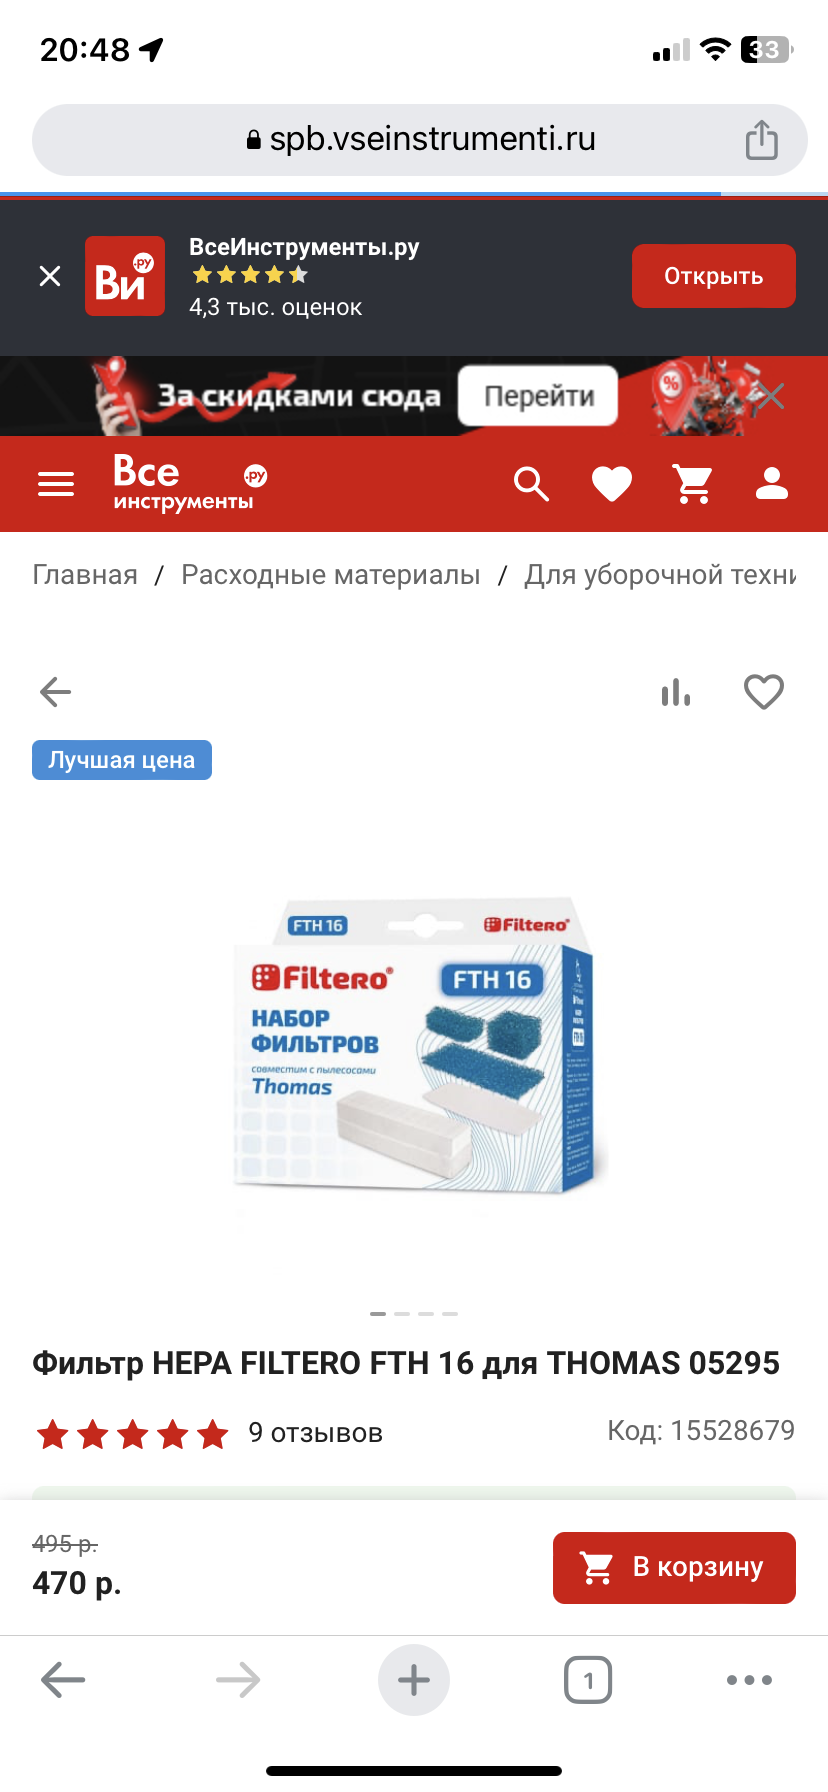 20:48
33
spb.vseinstrumenti.ru
ВсеИнструменты.ру
4,3 тыс. оценок
Ви .РУ
Открыть
За скидками сюда
Перейти
%
Все .РУ
инструменты
Главная / Расходные материалы / Для уборочной техни
Лучшая цена
FTH 16
Filtero®
Filtero®
FTH 16
НАБОР
ФИЛЬТРОВ
совместим с пылесосами
Thomas
Фильтр HEPA FILTERO FTH 16 для THOMAS 05295
9 отзывов
Код: 15528679
495 р.
470 р.
В корзину
1